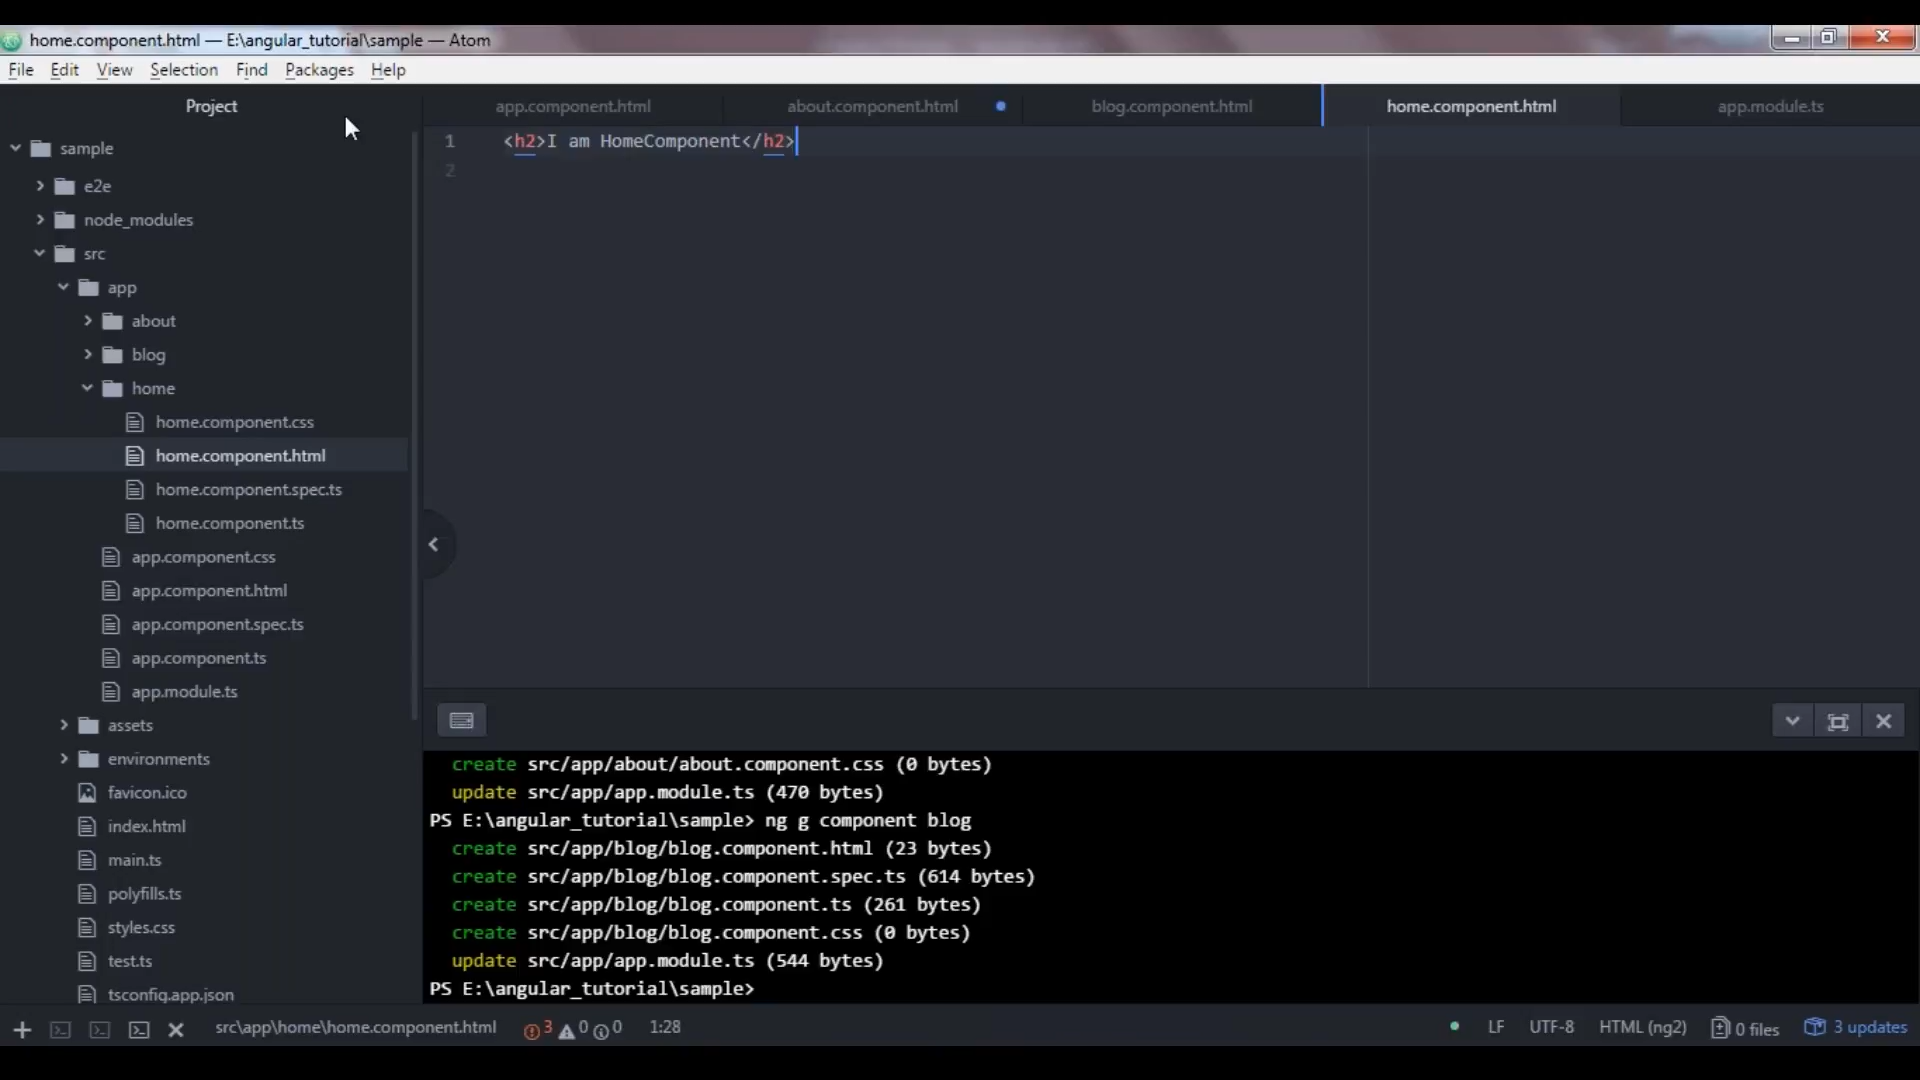 home.component.html — E:\angular_tutorial\sample — Atom
File Edit View Selection Find Packages Help
Project
app.component.html
about.component.html
blog.component.html
home.component.html
app.module.ts
1 <h2>I am HomeComponent</h2>
2
sample
e2e
node_modules
src
app
about
blog
home
home.component.css
home.component.html
home.component.spec.ts
home.component.ts
app.component.css
app.component.html
app.component.spec.ts
app.component.ts
app.module.ts
assets
environments
favicon.ico
index.html
main.ts
polyfills.ts
styles.css
test.ts
tsconfig.app.json
create src/app/about/about.component.css (0 bytes)
update src/app/app.module.ts (470 bytes)
PS E:\angular_tutorial\sample> ng g component blog
create src/app/blog/blog.component.html (23 bytes)
create src/app/blog/blog.component.spec.ts (614 bytes)
create src/app/blog/blog.component.ts (261 bytes)
create src/app/blog/blog.component.css (0 bytes)
update src/app/app.module.ts (544 bytes)
PS E:\angular_tutorial\sample>
src\app\home\home.component.html 3 0 0 1:28 LF UTF-8 HTML (ng2) 0 files 3 updates